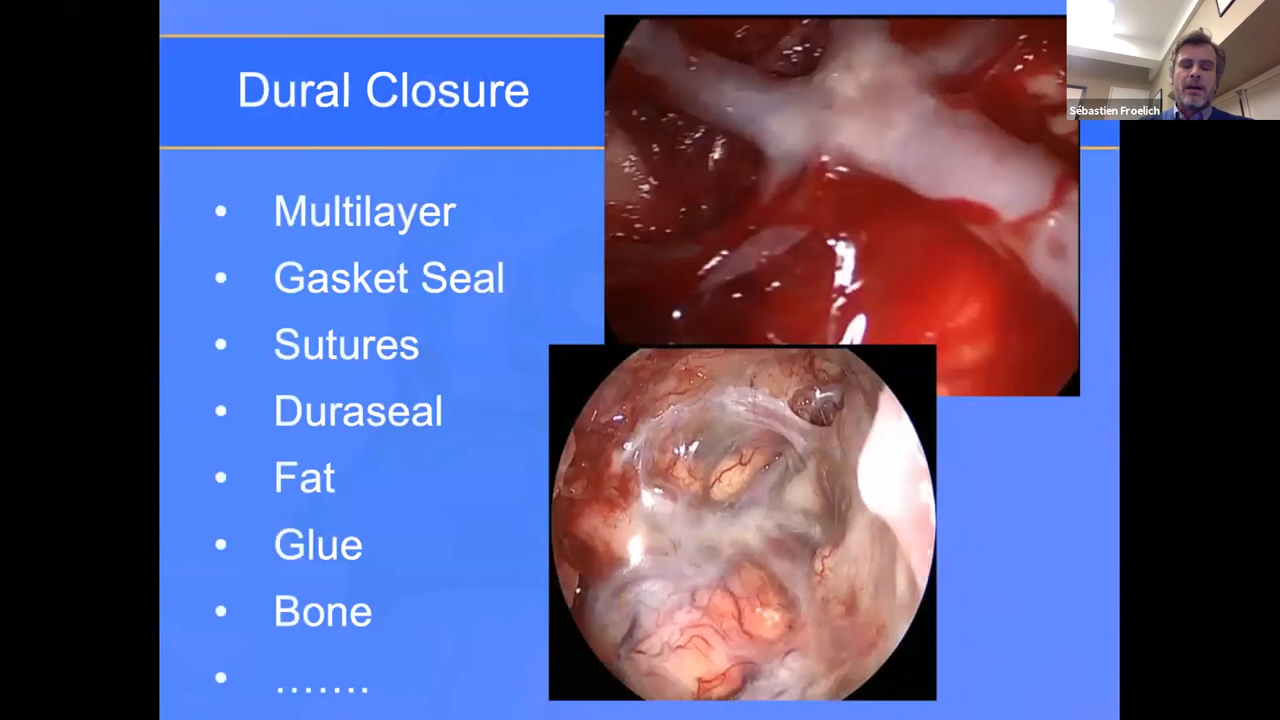 Dural Closure
Sébastien Froelich
• Multilayer
• Gasket Seal
• Sutures
• Duraseal
• Fat
• Glue
• Bone
• .......